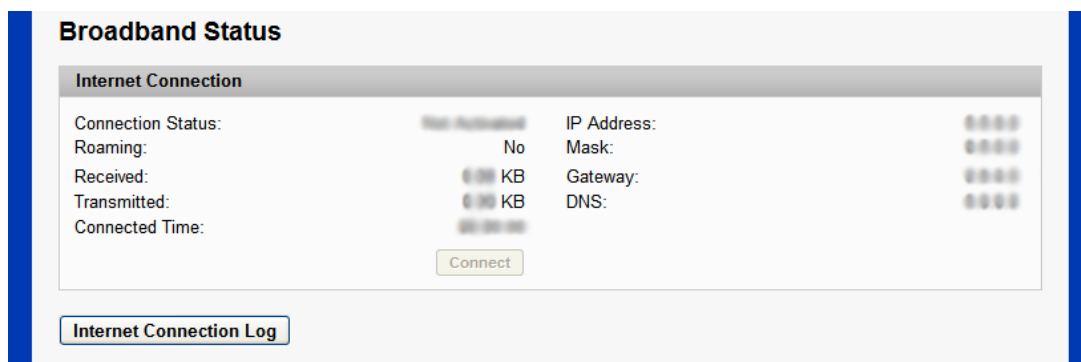 Broadband Status
Internet Connection
Connection Status:
Roaming: No
Received: KB
Transmitted: KB
Connected Time:
Connect
IP Address:
Mask:
Gateway:
DNS:
Internet Connection Log